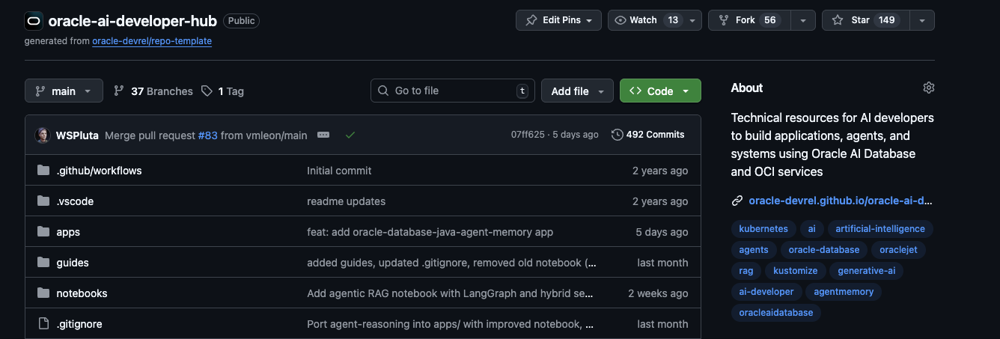 oracle-ai-developer-hub Public
Edit Pins Watch 13 Fork 56 Star 149
generated from oracle-devrel/repo-template
main 37 Branches 1 Tag
Go to file t Add file Code
WSPluta Merge pull request #83 from vmleon/main 07ff625 · 5 days ago 492 Commits
.github/workflows Initial commit 2 years ago
.vscode readme updates 2 years ago
apps feat: add oracle-database-java-agent-memory app 5 days ago
guides added guides, updated .gitignore, removed old notebook (... last month
notebooks Add agentic RAG notebook with LangGraph and hybrid se... 2 weeks ago
.gitignore Port agent-reasoning into apps/ with improved notebook, ... last month
About
Technical resources for AI developers
to build applications, agents, and
systems using Oracle AI Database
and OCI services
oracle-devrel.github.io/oracle-ai-d...
kubernetes ai artificial-intelligence
agents oracle-database oraclejet
rag kustomize generative-ai
ai-developer agentmemory
oracleaidatabase